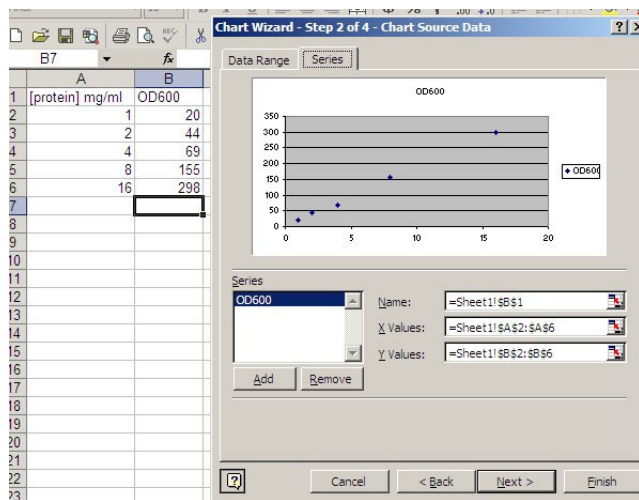 Chart Wizard - Step 2 of 4 - Chart Source Data
B7 fx
Data Range Series
A B
1 [protein] mg/ml OD600
2 1 20
3 2 44
4 4 69
5 8 155
6 16 298
7
8
9
10
11
12
13
14
15
16
17
18
19
20
21
22
23
OD600
350
300
250
200
150
100
50
0
0 5 10 15 20
OD600
Series
OD600
Name: =Sheet1!$B$1
X Values: =Sheet1!$A$2:$A$6
Y Values: =Sheet1!$B$2:$B$6
Add Remove
Cancel < Back Next > Finish